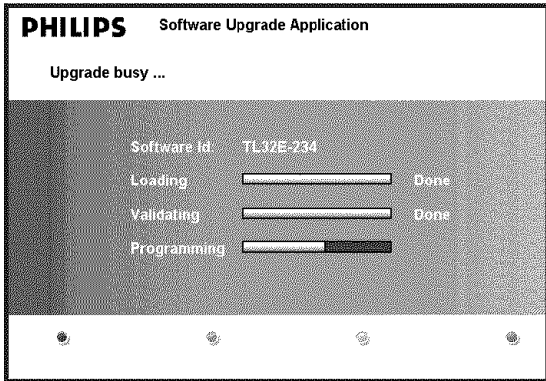 PHILIPS Software Upgrade Application
Upgrade busy ...
Software Id TL32E-234
Loading Done
Validating Done
Programming